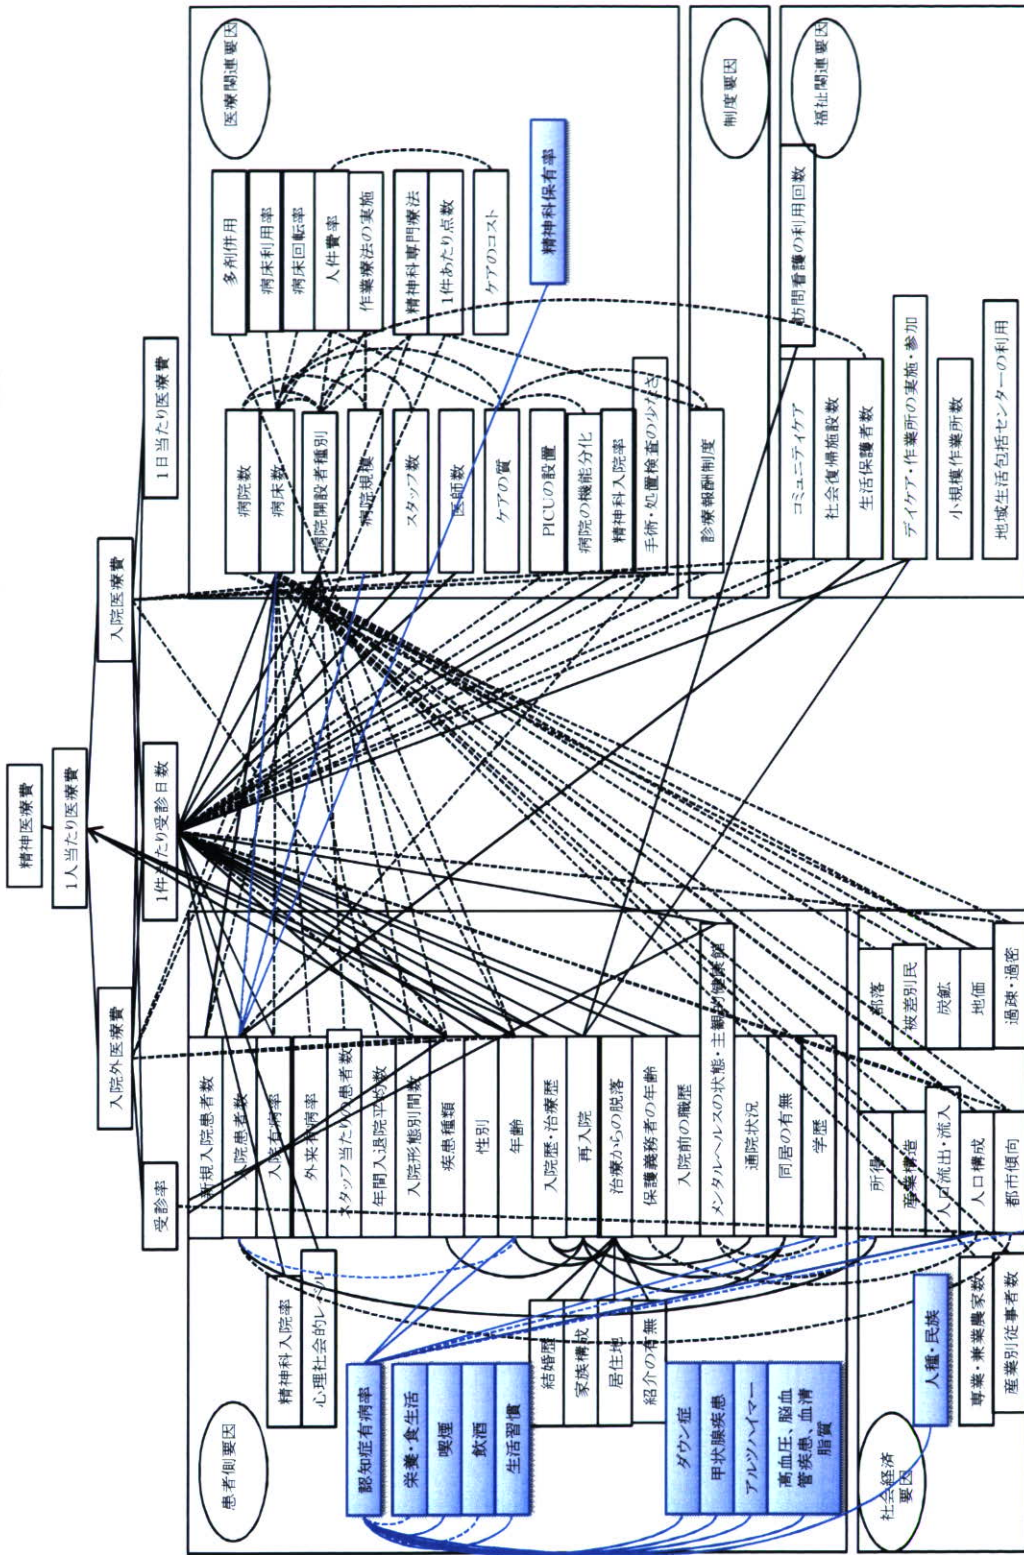 精神医療費
1人当たり医療費
入院外医療費
入院医療費
受診率
1件当たり受診日数
1日当たり医療費
患者側要因
精神科入院率
心理社会的レベル
認知症有病率
栄養・食生活
喫煙
飲酒
生活習慣
結婚歴
家族構成
居住地
紹介の有無
ダウン症
甲状腺疾患
アルツハイマー
高血圧、脳血
管疾患、血清
脂質
新規入院患者数
入院患者数
入院有病率
外来有病率
スタッフ当たりの患者数
年間入退院平均数
入院形態別間数
疾患種類
性別
年齢
入院歴・治療歴
再入院
治療からの脱落
保護義務者の年齢
入院前の職歴
メンタルヘルスの状態・主観的健康観
通院状況
同居の有無
学歴
社会経済
要因
人種・民族
専業・兼業農家数
産業別従事者数
所得
産業構造
人口流出・流入
人口構成
都市傾向
部落
被差別民
炭鉱
地価
過疎・過密
医療関連要因
病院数
病床数
病院開設者種別
病院規模
スタッフ数
医師数
ケアの質
PICUの設置
病院の機能分化
精神科入院率
手術・処置検査の少なさ
多剤併用
病床利用率
病床回転率
人件費率
作業療法の実施
精神科専門療法
1件あたり点数
ケアのコスト
精神科保有率
制度要因
診療報酬制度
福祉関連要因
訪問看護の利用回数
コミュニティケア
社会復帰施設数
生活保護者数
デイケア・作業所の実施・参加
小規模作業所数
地域生活包括センターの利用